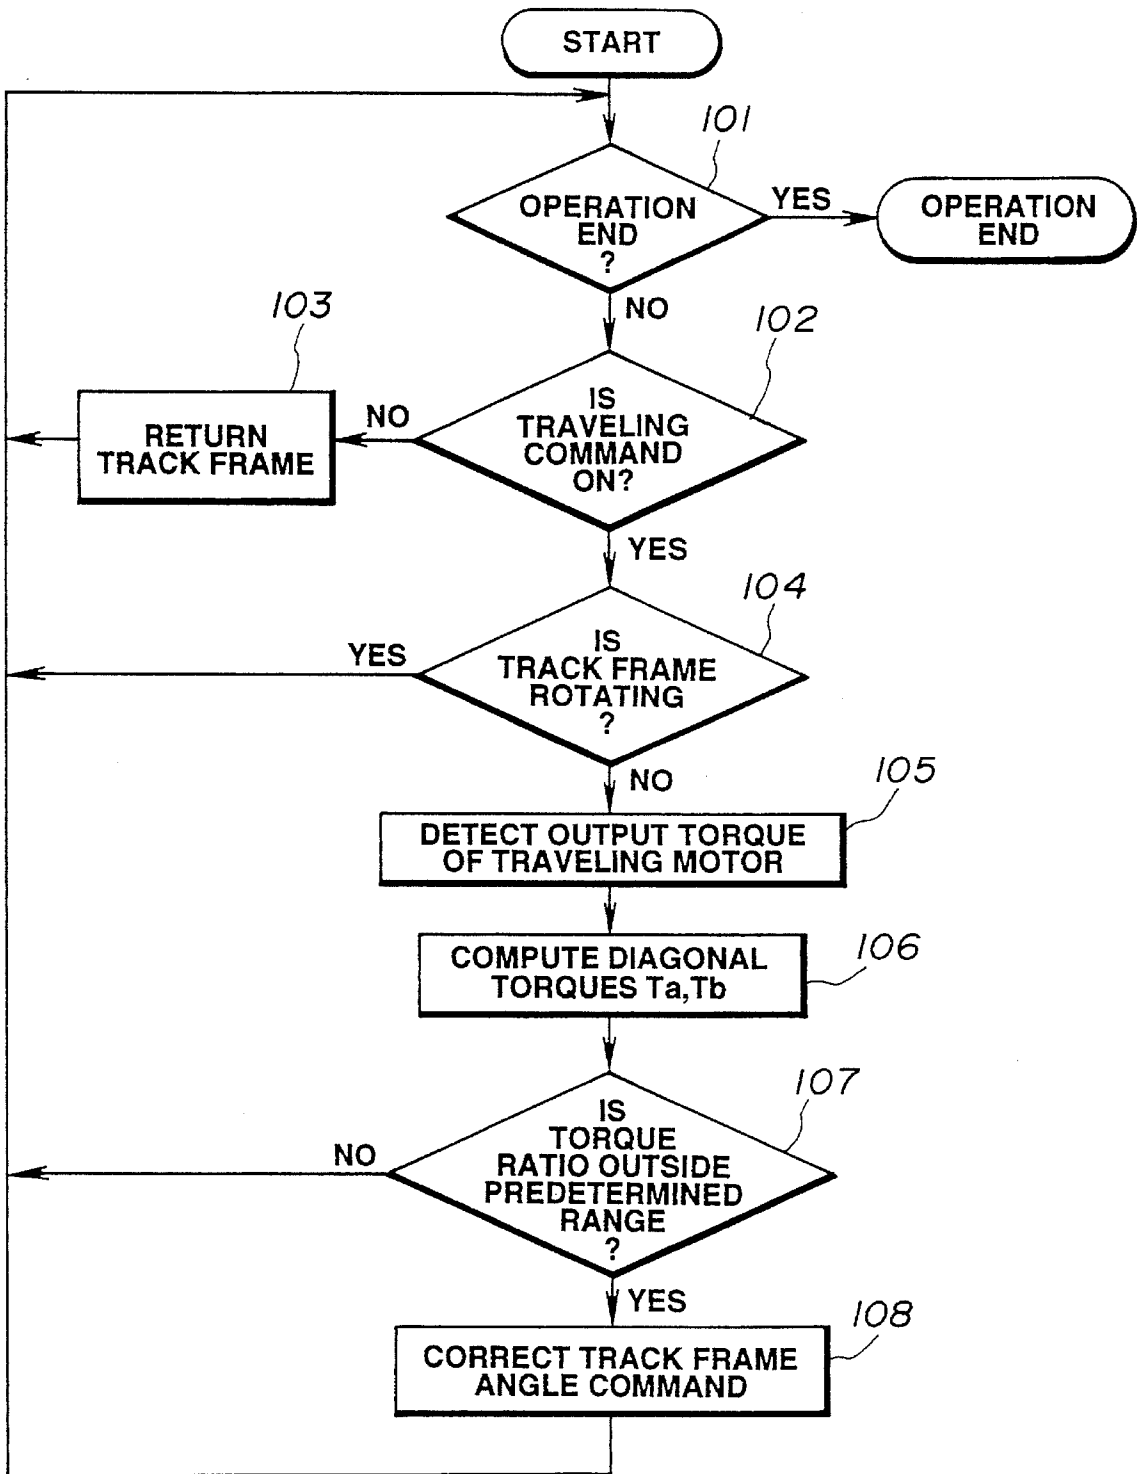 START
101
OPERATION
END
?
YES
OPERATION
END
NO
103
102
RETURN
TRACK FRAME
NO
IS
TRAVELING
COMMAND
ON?
YES
104
YES
IS
TRACK FRAME
ROTATING
?
NO
105
DETECT OUTPUT TORQUE
OF TRAVELING MOTOR
106
COMPUTE DIAGONAL
TORQUES Ta,Tb
107
NO
IS
TORQUE
RATIO OUTSIDE
PREDETERMINED
RANGE
?
YES
108
CORRECT TRACK FRAME
ANGLE COMMAND